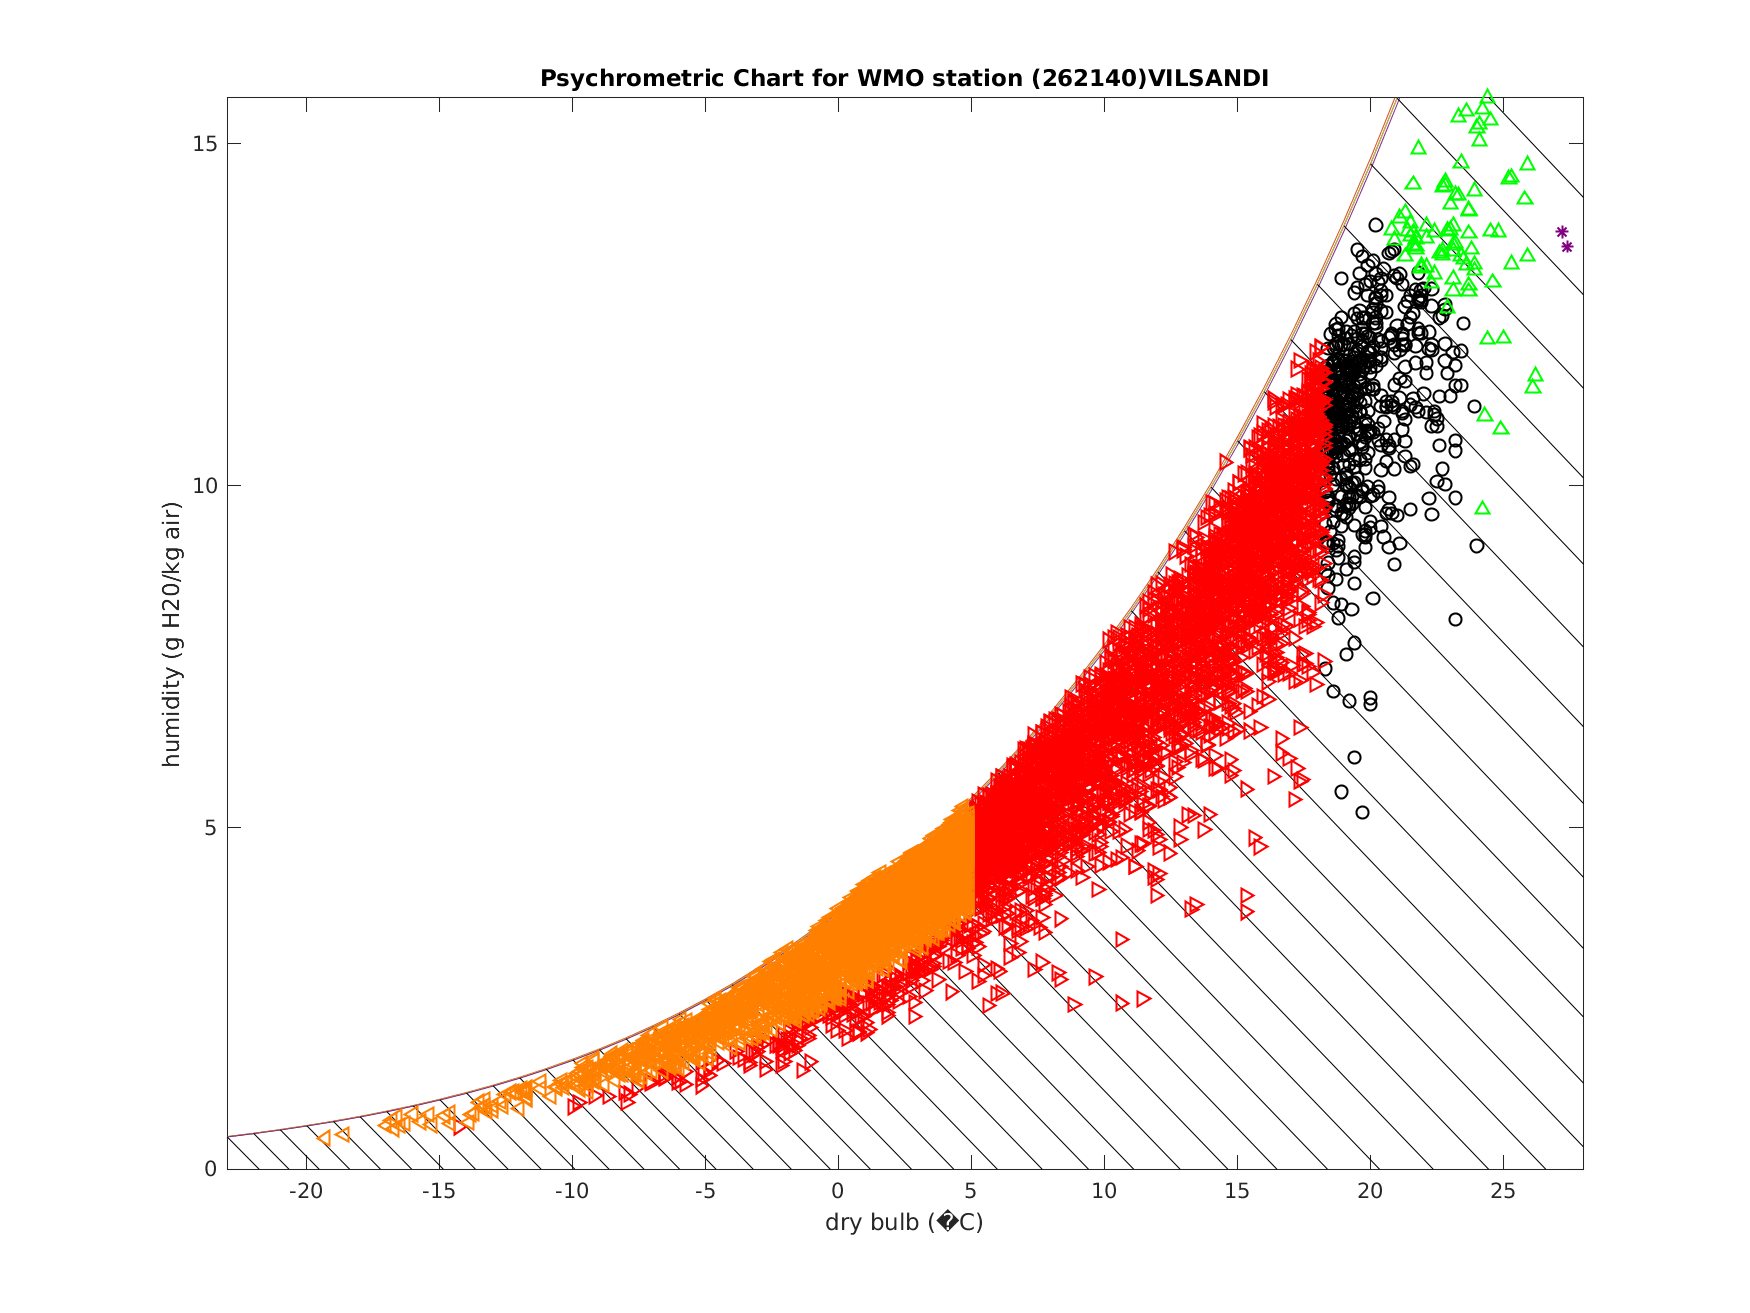 Psychrometric Chart for WMO station (262140)VILSANDI
humidity (g H20/kg air)
15
10
5
0
-20 -15 -10 -5 0 5 10 15 20 25
dry bulb (�C)